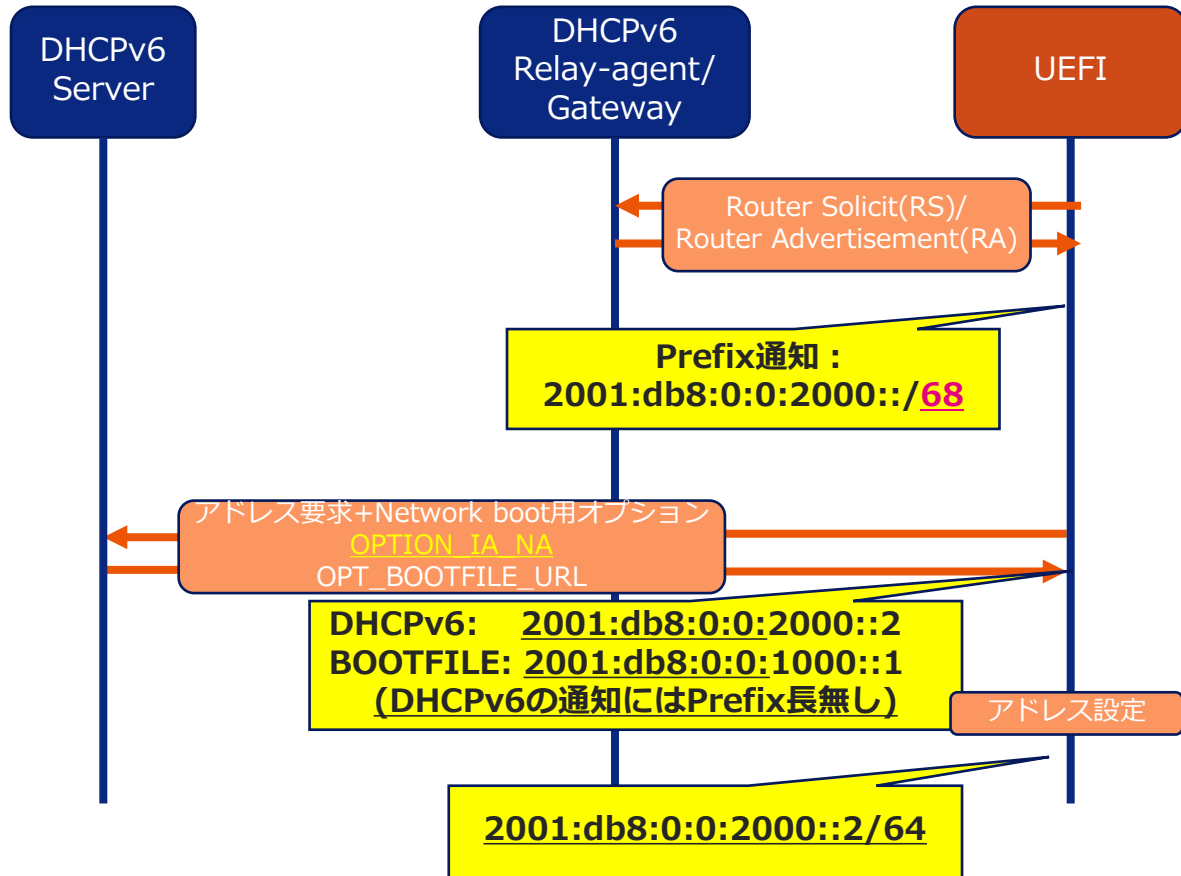 DHCPv6
Server
DHCPv6
Relay-agent/
Gateway
UEFI
Router Solicit(RS)/
Router Advertisement(RA)
Prefix通知：
2001:db8:0:0:2000::/68
アドレス要求+Network boot用オプション
OPTION_IA_NA
OPT_BOOTFILE_URL
DHCPv6: 2001:db8:0:0:2000::2
BOOTFILE: 2001:db8:0:0:1000::1
(DHCPv6の通知にはPrefix長無し)
アドレス設定
2001:db8:0:0:2000::2/64